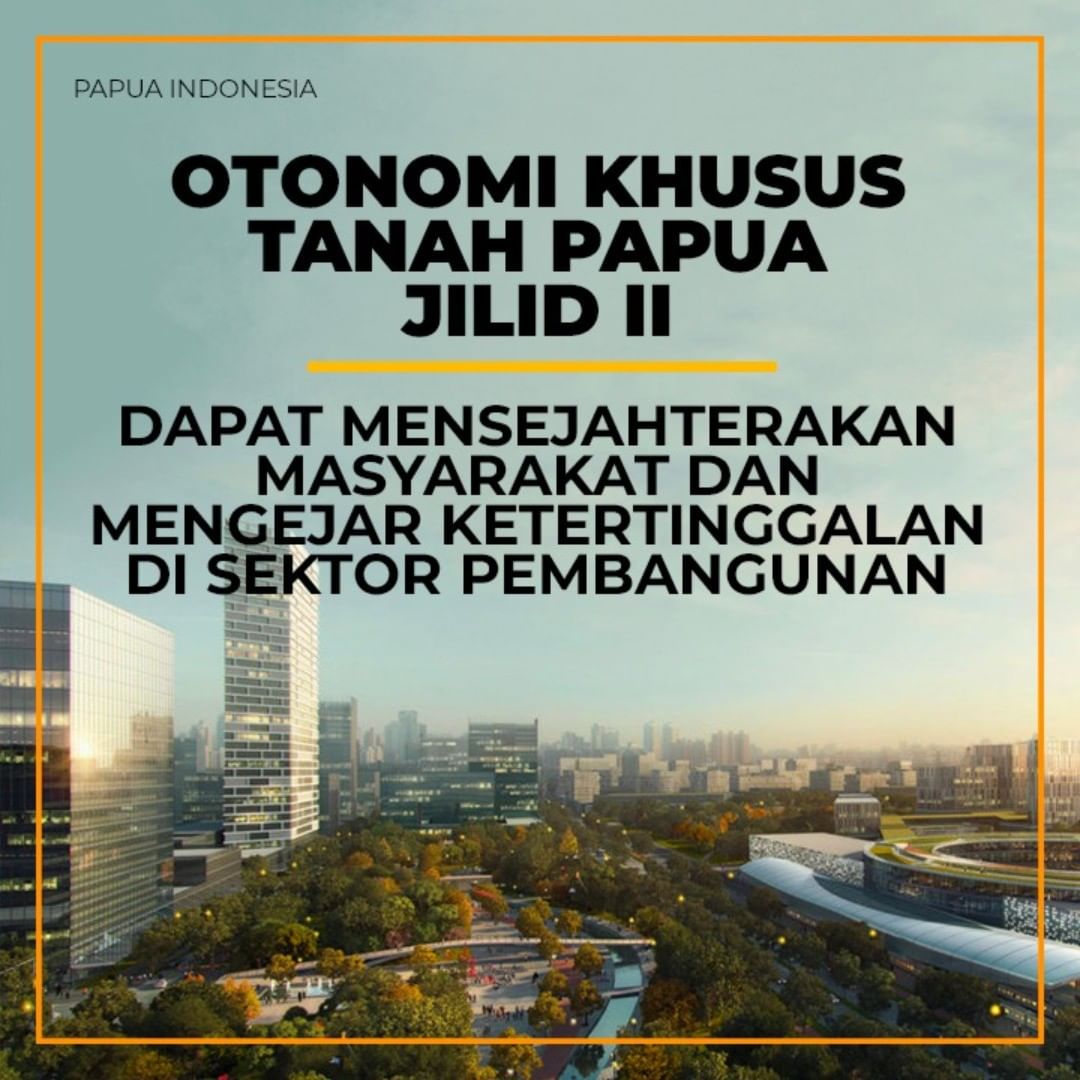 PAPUA INDONESIA
OTONOMI KHUSUS
TANAH PAPUA
JILID II
DAPAT MENSEJAHTERAKAN
MASYARAKAT DAN
MENGEJAR KETERTINGGALAN
DI SEKTOR PEMBANGUNAN